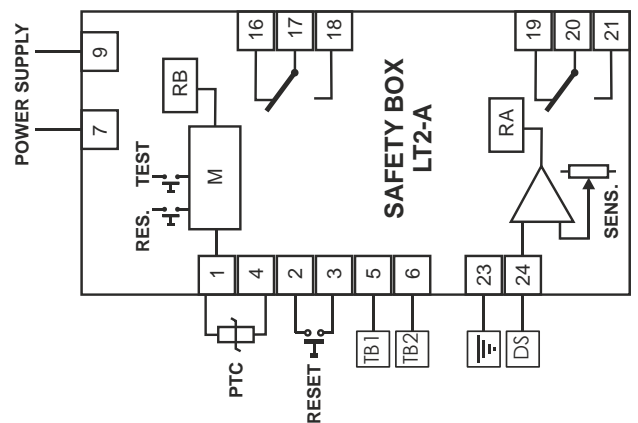 POWER SUPPLY
7
9
RES.
TEST
M
RB
16
17
18
SAFETY BOX
LT2-A
19
20
21
RA
SENS.
1
4
2
3
5
6
23
24
PTC
RESET
TB1
TB2
DS